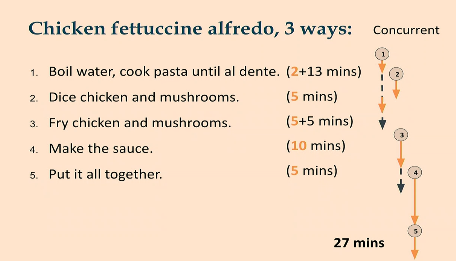 Chicken fettuccine alfredo, 3 ways:
Concurrent
1. Boil water, cook pasta until al dente. (2+13 mins)
2. Dice chicken and mushrooms. (5 mins)
3. Fry chicken and mushrooms. (5+5 mins)
4. Make the sauce. (10 mins)
5. Put it all together. (5 mins)
1
2
3
4
5
27 mins